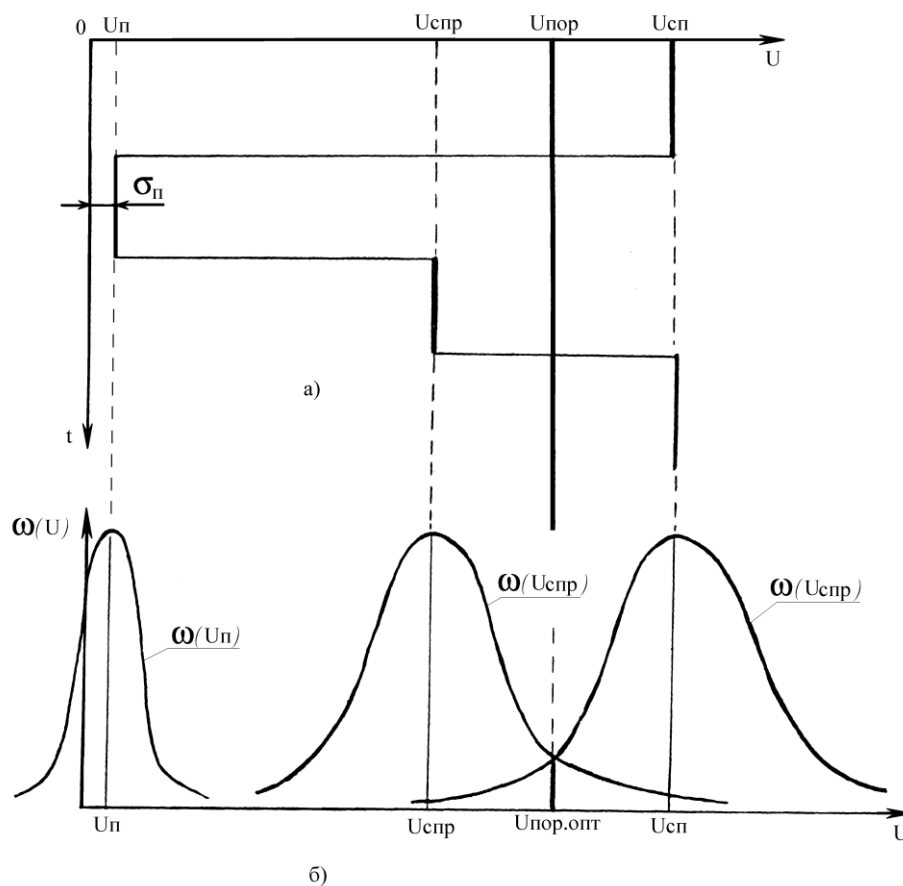 0 Uп Uспр Uпор Uсп
U
σп
а)
t
ω(U)
ω(Uспр)
ω(Uспр)
ω(Uп)
Uп Uспр Uпор.опт Uсп
U
б)